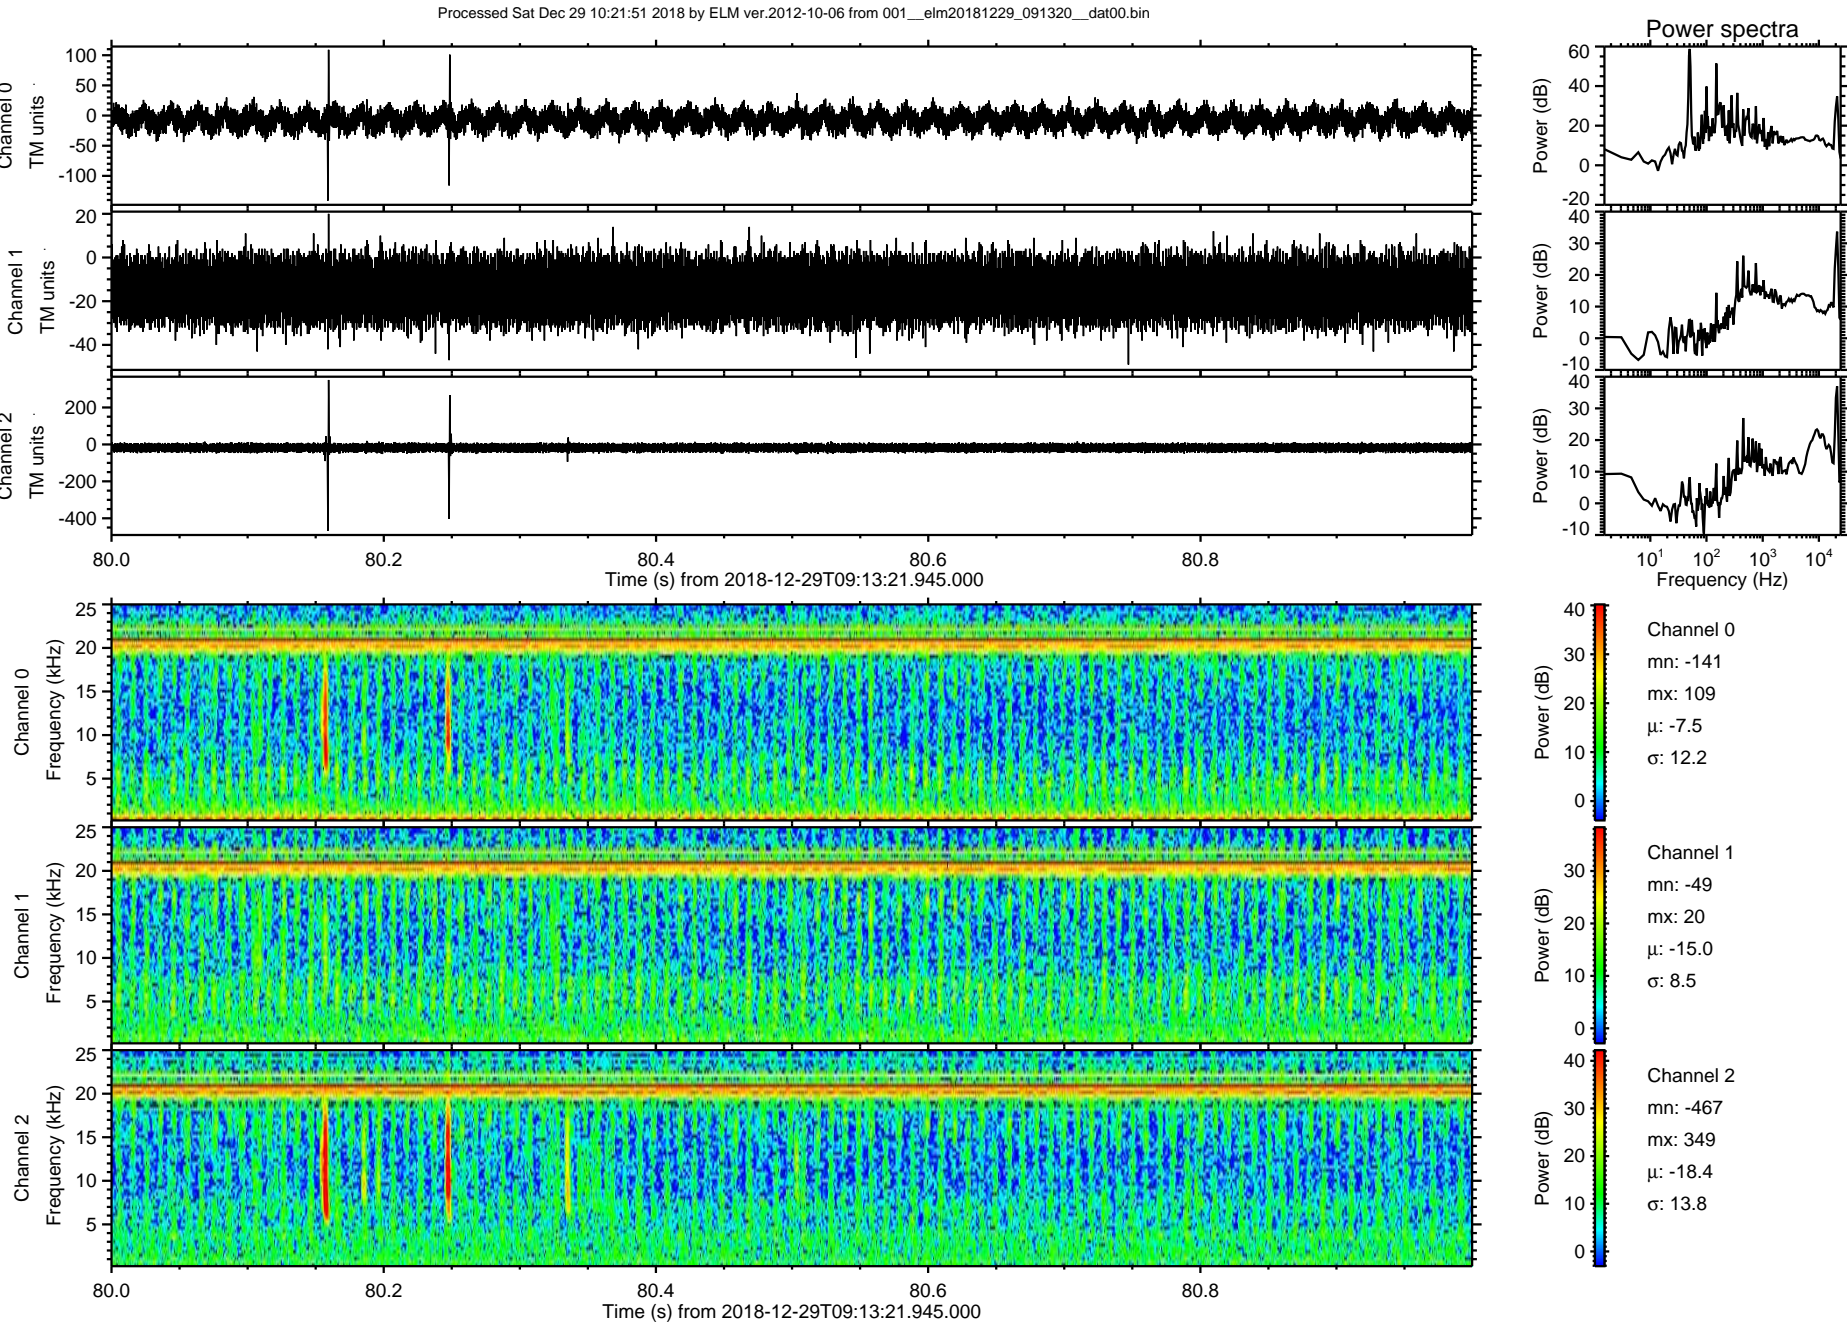 Processed Sat Dec 29 10:21:51 2018 by ELM ver.2012-10-06 from 001__elm20181229_091320__dat00.bin
Power spectra
Channel 0
TM units
100
50
0
-50
-100
Power (dB)
60
40
20
0
-20
Channel 1
TM units
20
0
-20
-40
Power (dB)
40
30
20
10
0
-10
Channel 2
TM units
200
0
-200
-400
Power (dB)
40
30
20
10
0
-10
80.0 80.2 80.4 80.6 80.8
Time (s) from 2018-12-29T09:13:21.945.000
10¹ 10² 10³ 10⁴
Frequency (Hz)
Channel 0
Frequency (kHz)
25
20
15
10
5
Power (dB)
40
30
20
10
0
Channel 0
mn: -141
mx: 109
μ: -7.5
σ: 12.2
Channel 1
Frequency (kHz)
25
20
15
10
5
Power (dB)
30
20
10
0
Channel 1
mn: -49
mx: 20
μ: -15.0
σ: 8.5
Channel 2
Frequency (kHz)
25
20
15
10
5
Power (dB)
40
30
20
10
0
Channel 2
mn: -467
mx: 349
μ: -18.4
σ: 13.8
80.0 80.2 80.4 80.6 80.8
Time (s) from 2018-12-29T09:13:21.945.000